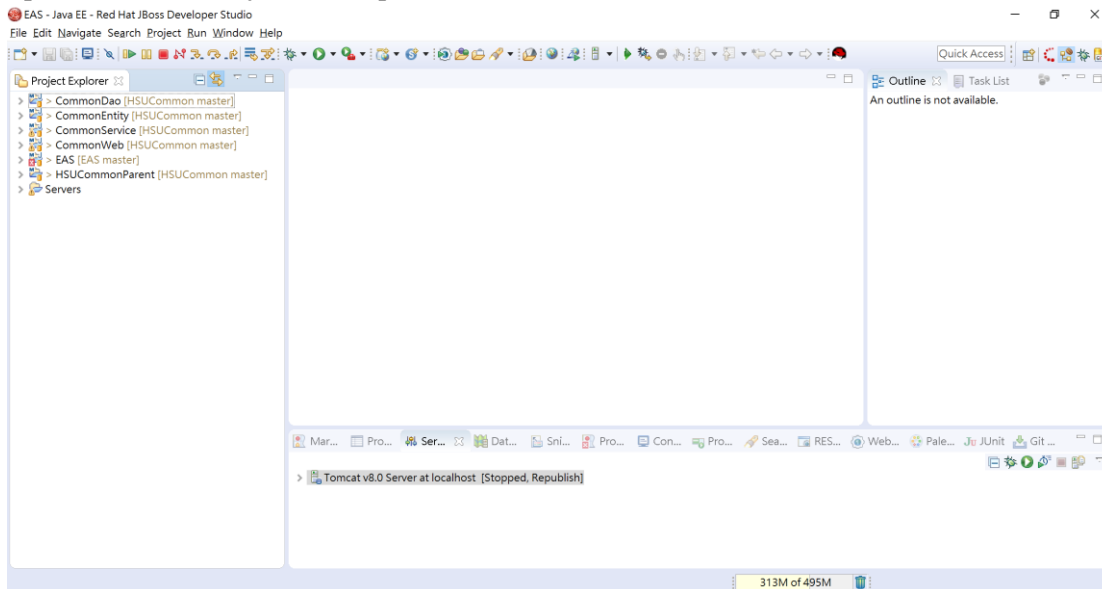 EAS - Java EE - Red Hat JBoss Developer Studio
File Edit Navigate Search Project Run Window Help
Quick Access
Project Explorer
> CommonDao [HSUCommon master]
> CommonEntity [HSUCommon master]
> CommonService [HSUCommon master]
> CommonWeb [HSUCommon master]
> EAS [EAS master]
> HSUCommonParent [HSUCommon master]
Servers
Outline Task List
An outline is not available.
Mar... Pro... Ser... Dat... Sni... Pro... Con... Pro... Sea... RES... Web... Pale... Ju JUnit Git ...
Tomcat v8.0 Server at localhost [Stopped, Republish]
313M of 495M